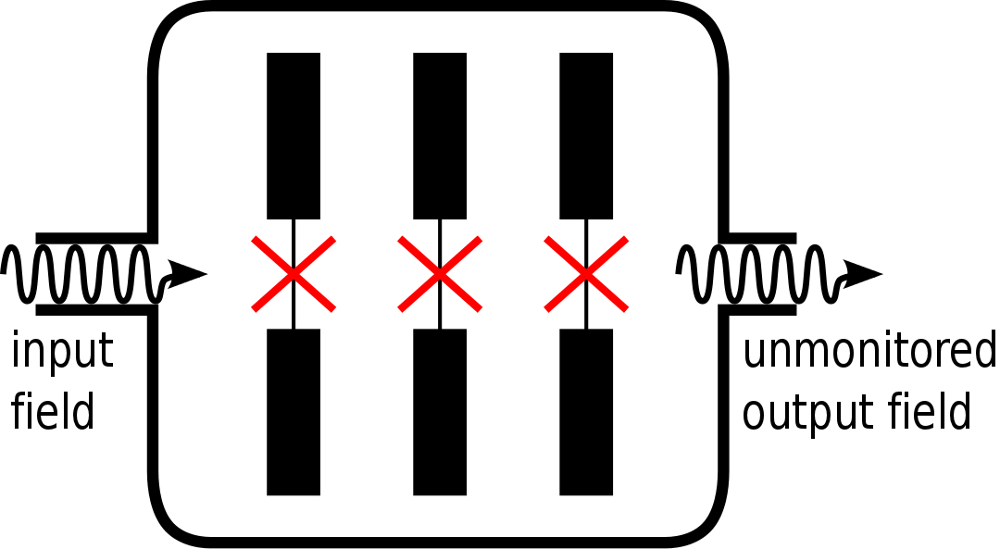 input
field
unmonitored
output field